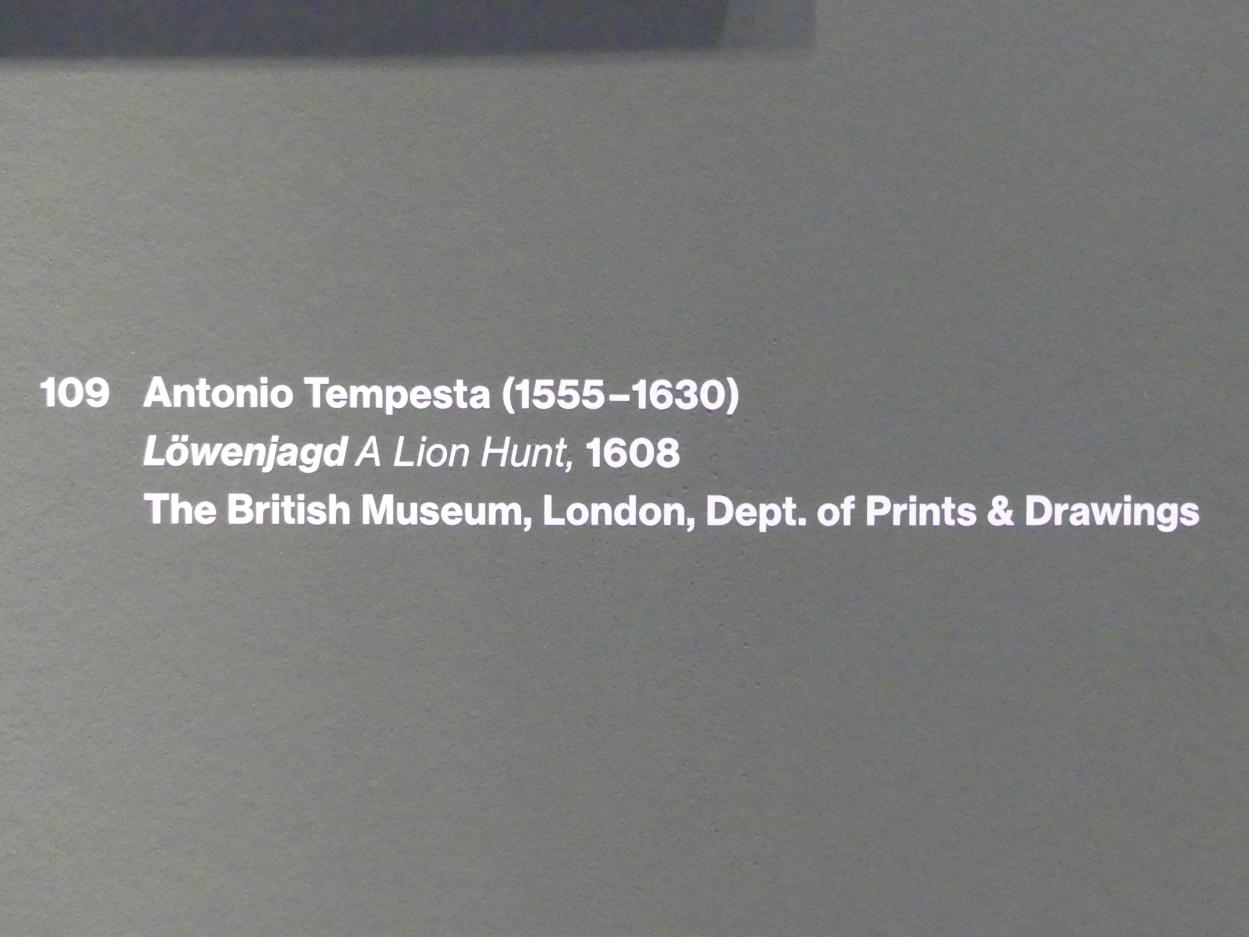 109 Antonio Tempesta (1555–1630)
Löwenjagd A Lion Hunt, 1608
The British Museum, London, Dept. of Prints & Drawings